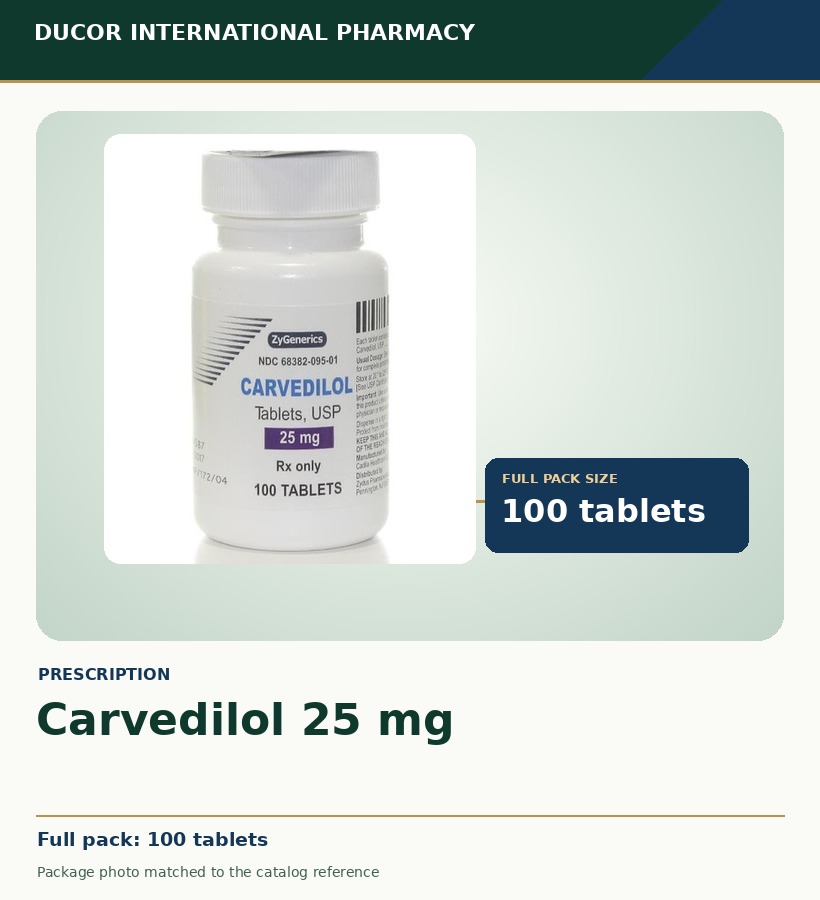 DUCOR INTERNATIONAL PHARMACY
ZyGenerics
NDC 68382-095-01
CARVEDILOL
Tablets, USP
25 mg
Rx only
100 TABLETS
FULL PACK SIZE
100 tablets
PRESCRIPTION
Carvedilol 25 mg
Full pack: 100 tablets
Package photo matched to the catalog reference